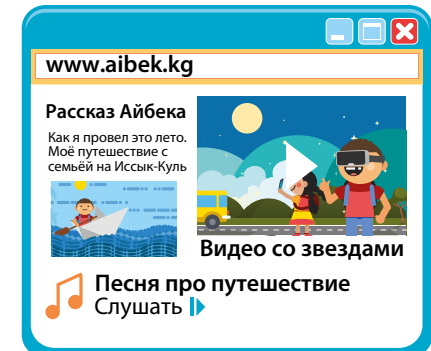 www.aibek.kg
Рассказ Айбека
Как я провел это лето.
Моё путешествие с
семьёй на Иссык-Куль
Видео со звездами
Песня про путешествие
Слушать